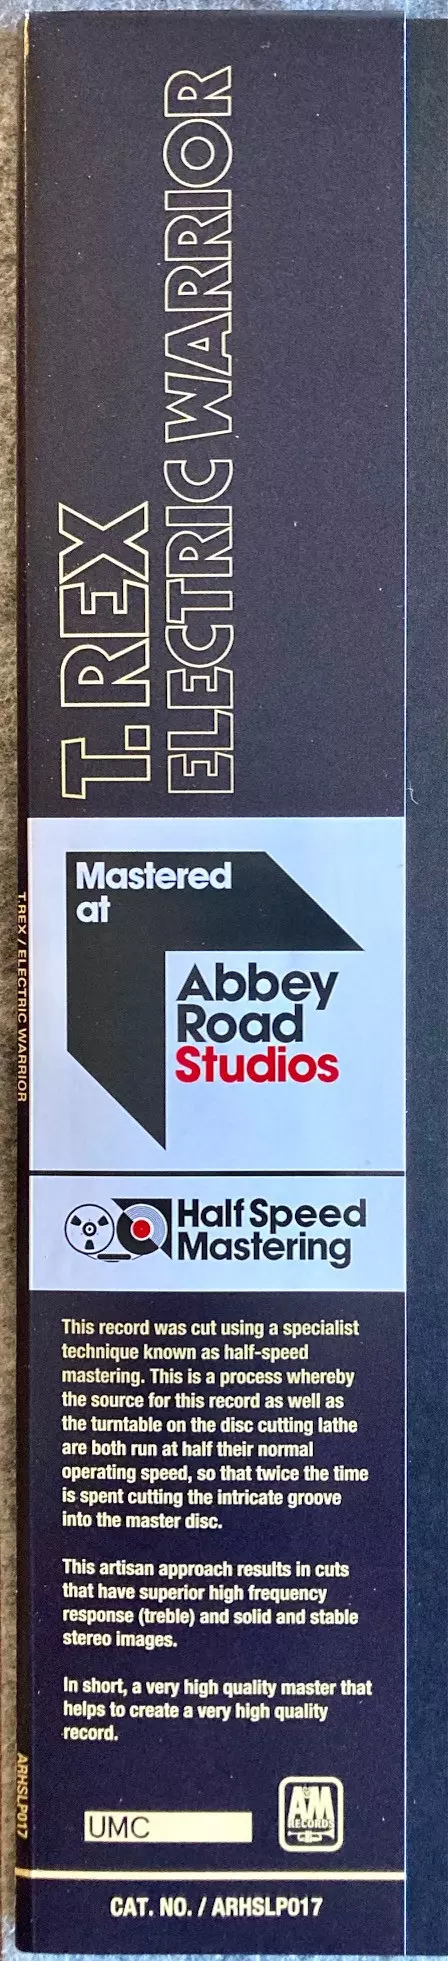 T. REX
ELECTRIC WARRIOR
Mastered
at
Abbey
Road
Studios
T.REX / ELECTRIC WARRIOR
Half Speed
Mastering
This record was cut using a specialist
technique known as half-speed
mastering. This is a process whereby
the source for this record as well as
the turntable on the disc cutting lathe
are both run at half their normal
operating speed, so that twice the time
is spent cutting the intricate groove
into the master disc.
This artisan approach results in cuts
that have superior high frequency
response (treble) and solid and stable
stereo images.
In short, a very high quality master that
helps to create a very high quality
record.
ARHSLP017
UMC
A&M
RECORDS
CAT. NO. / ARHSLP017